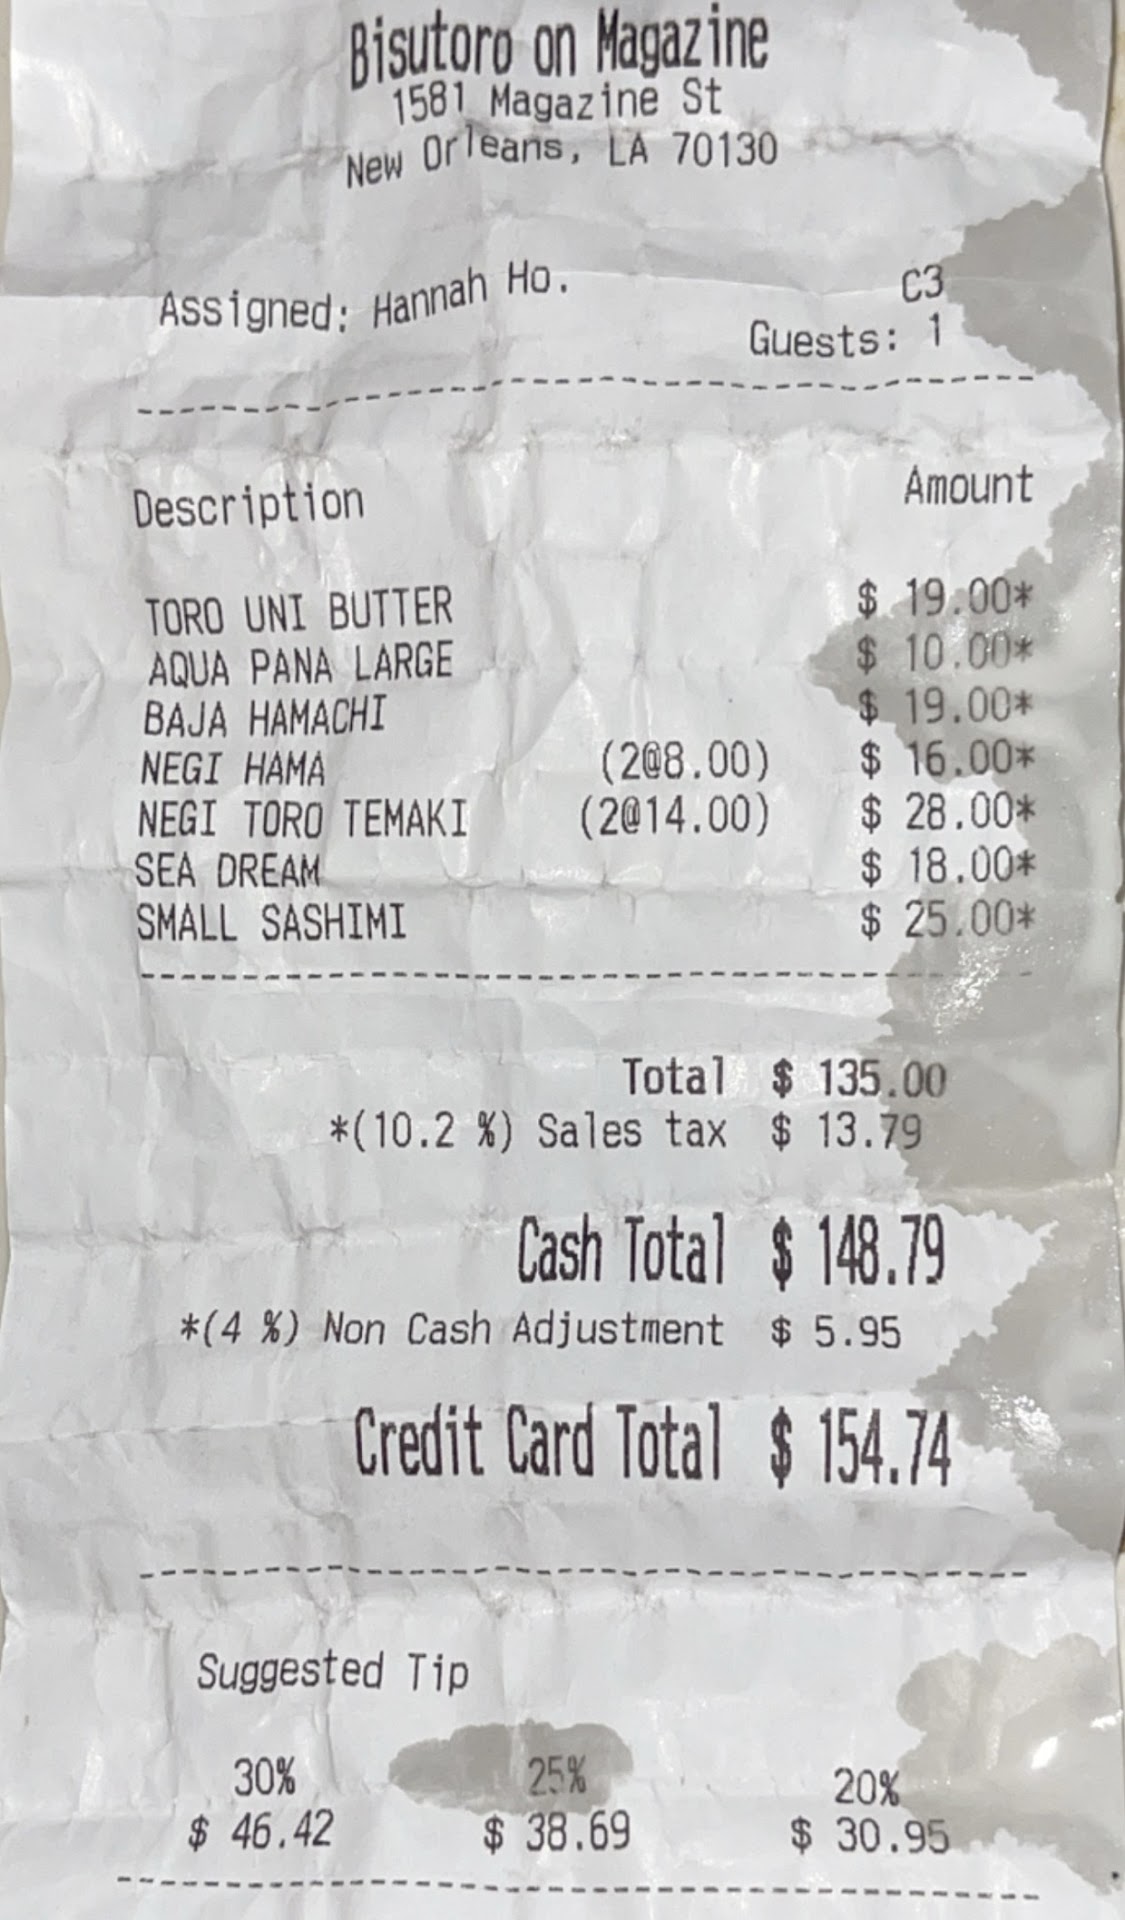 Bisutoro on Magazine
1581 Magazine St
New Orleans, LA 70130
Assigned: Hannah Ho. C3
Guests: 1
Description Amount
TORO UNI BUTTER $ 19.00*
AQUA PANA LARGE $ 10.00*
BAJA HAMACHI $ 19.00*
NEGI HAMA (2@8.00) $ 16.00*
NEGI TORO TEMAKI (2@14.00) $ 28.00*
SEA DREAM $ 18.00*
SMALL SASHIMI $ 25.00*
Total $ 135.00
*(10.2 %) Sales tax $ 13.79
Cash Total $ 148.79
*(4 %) Non Cash Adjustment $ 5.95
Credit Card Total $ 154.74
Suggested Tip
30% 25% 20%
$ 46.42 $ 38.69 $ 30.95